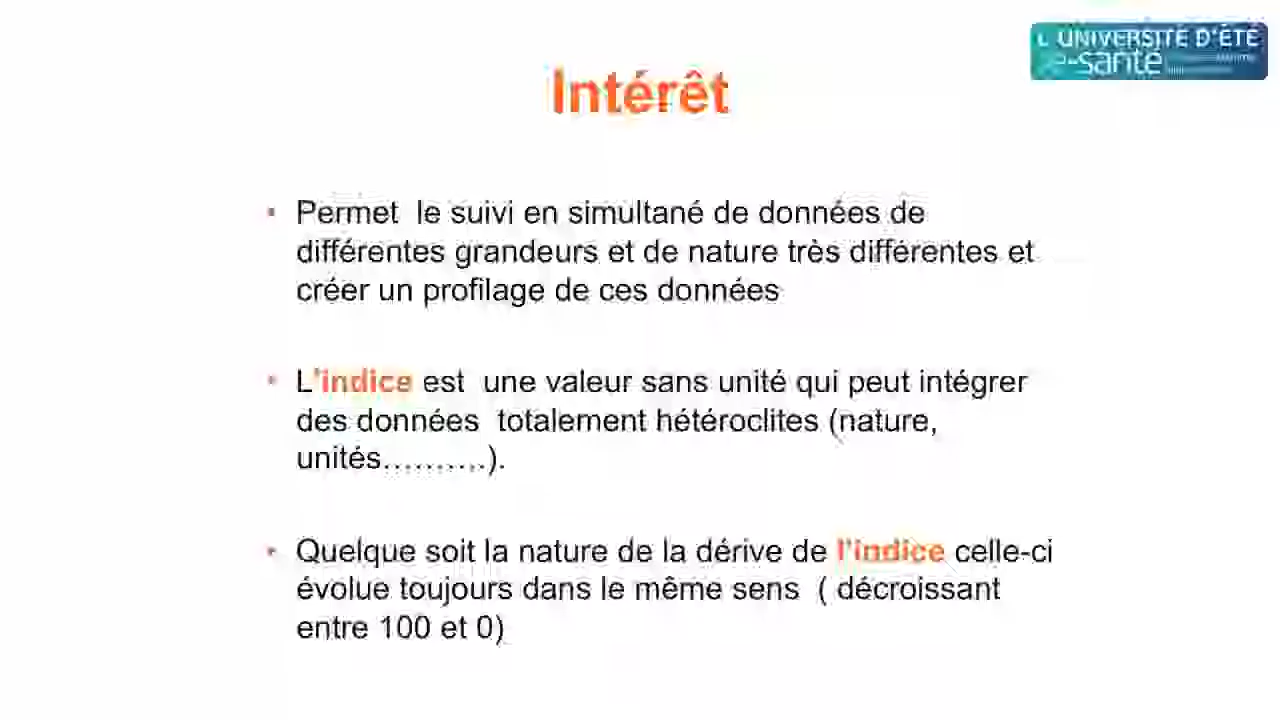 L'UNIVERSITÉ D'ÉTÉ
e-santé
Intérêt
• Permet le suivi en simultané de données de
différentes grandeurs et de nature très différentes et
créer un profilage de ces données
• L'indice est une valeur sans unité qui peut intégrer
des données totalement hétéroclites (nature,
unités……….).
• Quelque soit la nature de la dérive de l'indice celle-ci
évolue toujours dans le même sens ( décroissant
entre 100 et 0)